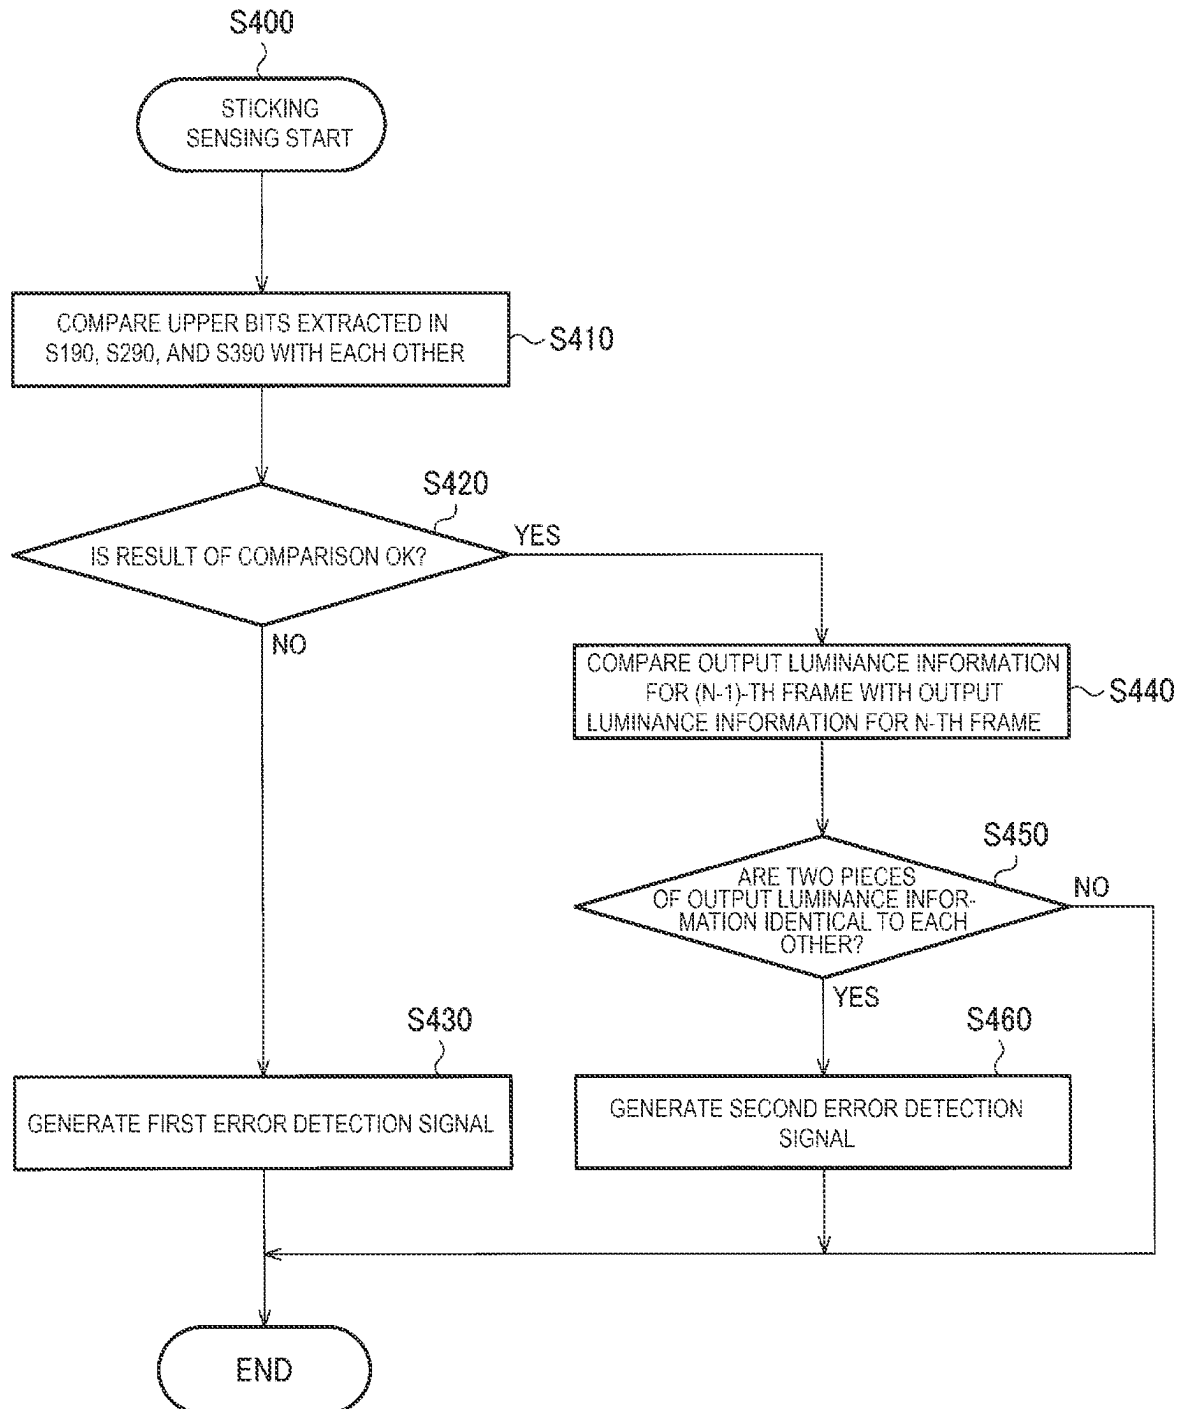 S400
STICKING
SENSING START
COMPARE UPPER BITS EXTRACTED IN
S190, S290, AND S390 WITH EACH OTHER
S410
S420
IS RESULT OF COMPARISON OK?
YES
NO
COMPARE OUTPUT LUMINANCE INFORMATION
FOR (N-1)-TH FRAME WITH OUTPUT
LUMINANCE INFORMATION FOR N-TH FRAME
S440
S450
ARE TWO PIECES
OF OUTPUT LUMINANCE INFOR-
MATION IDENTICAL TO EACH
OTHER?
NO
YES
S430
GENERATE FIRST ERROR DETECTION SIGNAL
S460
GENERATE SECOND ERROR DETECTION
SIGNAL
END